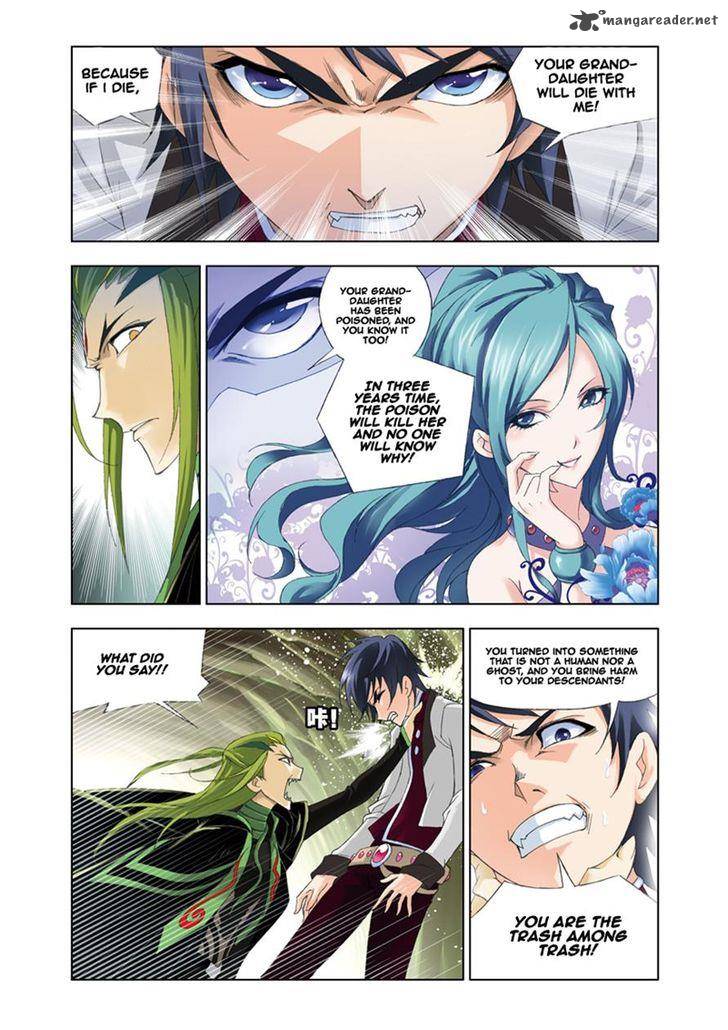 mangareader.net
BECAUSE
IF I DIE,
YOUR GRAND-
DAUGHTER
WILL DIE WITH
ME!
YOUR GRAND-
DAUGHTER
HAS BEEN
POISONED, AND
YOU KNOW IT
TOO!
IN THREE
YEARS TIME,
THE POISON
WILL KILL HER
AND NO ONE
WILL KNOW
WHY!
WHAT DID
YOU SAY!!
咔!
YOU TURNED INTO SOMETHING
THAT IS NOT A HUMAN NOR A
GHOST, AND YOU BRING HARM
TO YOUR DESCENDANTS!
YOU ARE THE
TRASH AMONG
TRASH!